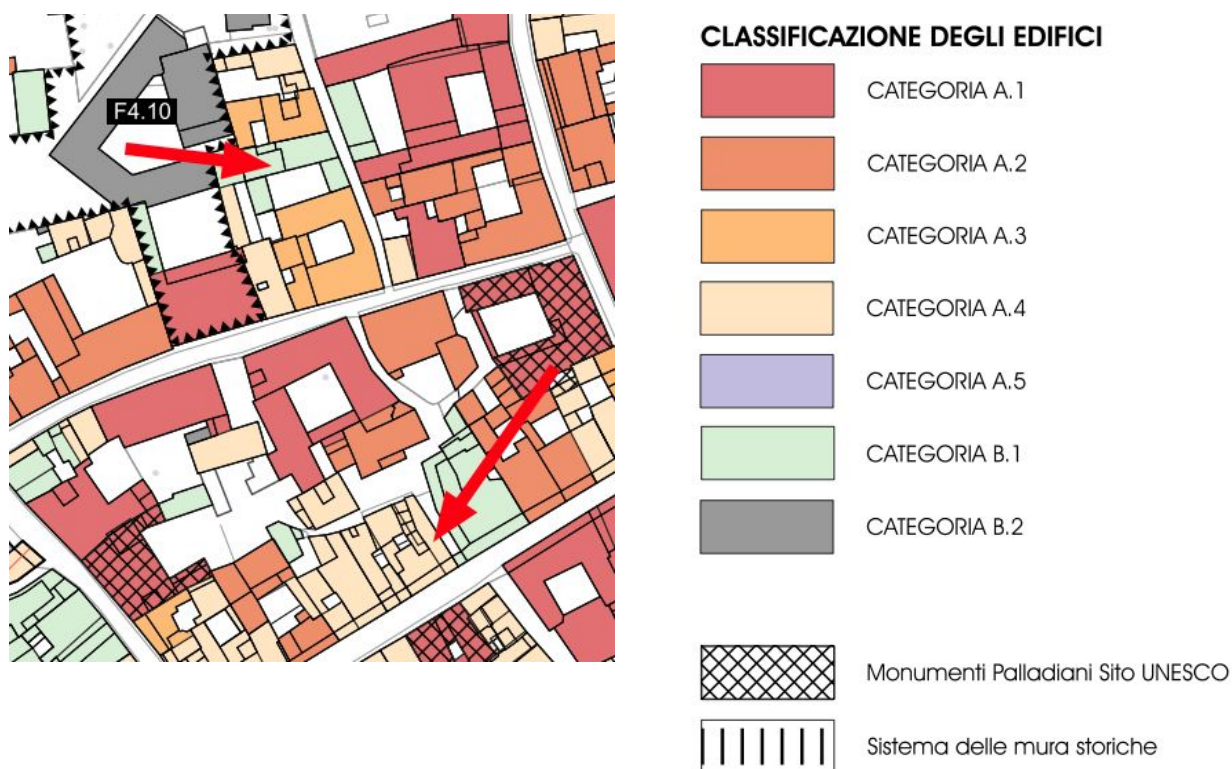 F4.10
CLASSIFICAZIONE DEGLI EDIFICI
CATEGORIA A.1
CATEGORIA A.2
CATEGORIA A.3
CATEGORIA A.4
CATEGORIA A.5
CATEGORIA B.1
CATEGORIA B.2
Monumenti Palladiani Sito UNESCO
Sistema delle mura storiche